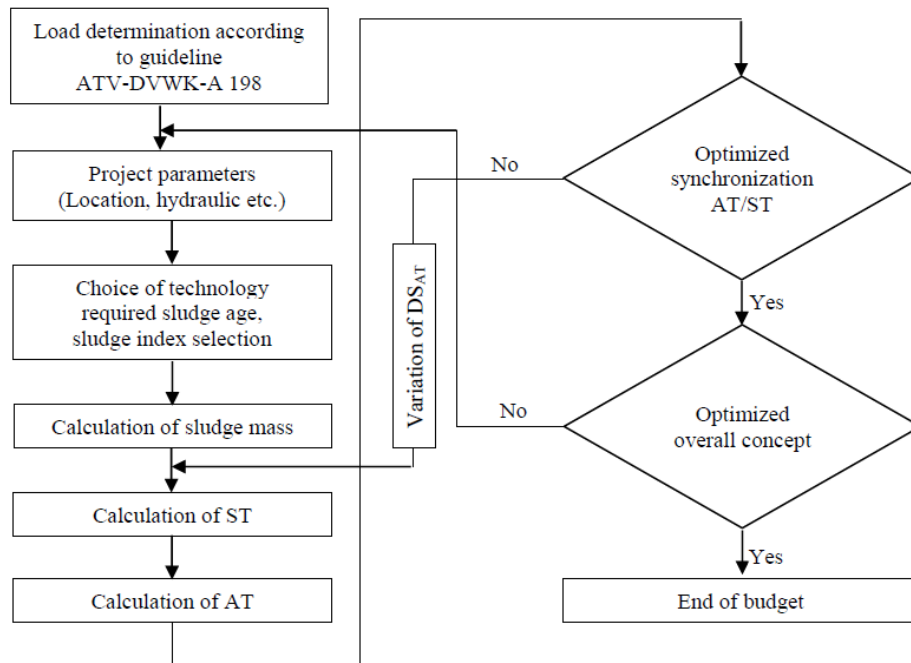 Load determination according
to guideline
ATV-DVWK-A 198
Project parameters
(Location, hydraulic etc.)
Choice of technology
required sludge age,
sludge index selection
Calculation of sludge mass
Calculation of ST
Calculation of AT
Variation of DS_AT
No
Optimized
synchronization
AT/ST
Yes
No
Optimized
overall concept
Yes
End of budget